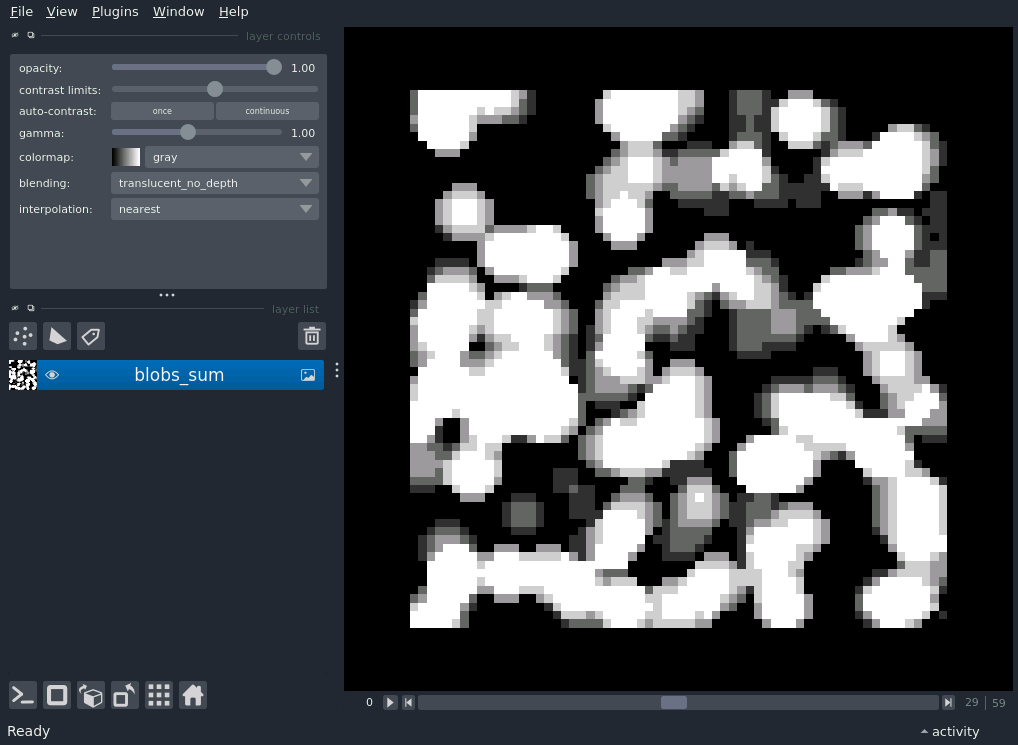 File View Plugins Window Help
layer controls
opacity: 1.00
contrast limits:
auto-contrast: once continuous
gamma: 1.00
colormap: gray
blending: translucent_no_depth
interpolation: nearest
layer list
blobs_sum
0 29 59
Ready activity